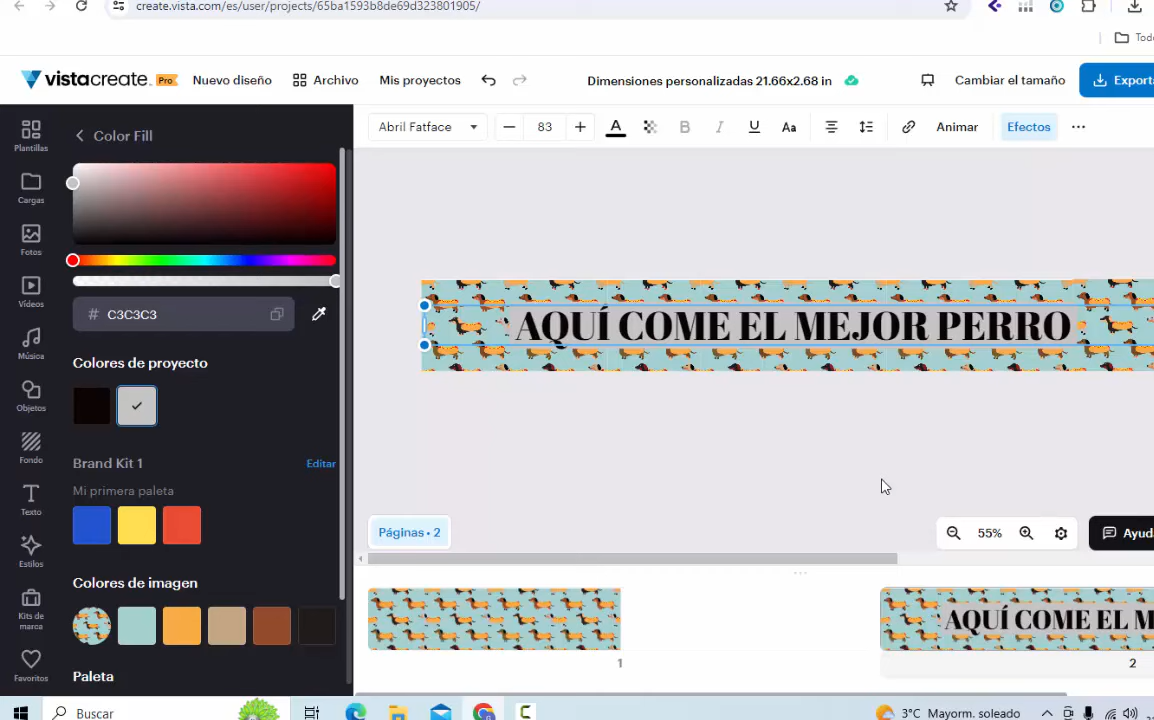 create.vista.com/es/user/projects/65ba1593b8de69d323801905/
Todo
vistacreate. Pro
Nuevo diseño
Archivo
Mis proyectos
Dimensiones personalizadas 21.66x2.68 in
Cambiar el tamaño
Export
Plantillas
Cargas
Fotos
Vídeos
Música
Objetos
Fondo
Texto
Estilos
Kits de marca
Favoritos
Color Fill
# C3C3C3
Colores de proyecto
Brand Kit 1
Editar
Mi primera paleta
Colores de imagen
Paleta
Abril Fatface
83
A B I U Aa
Animar
Efectos
AQUÍ COME EL MEJOR PERRO
Páginas • 2
55%
Ayud
AQUÍ COME EL M
1
2
Buscar
3°C Mayorm. soleado